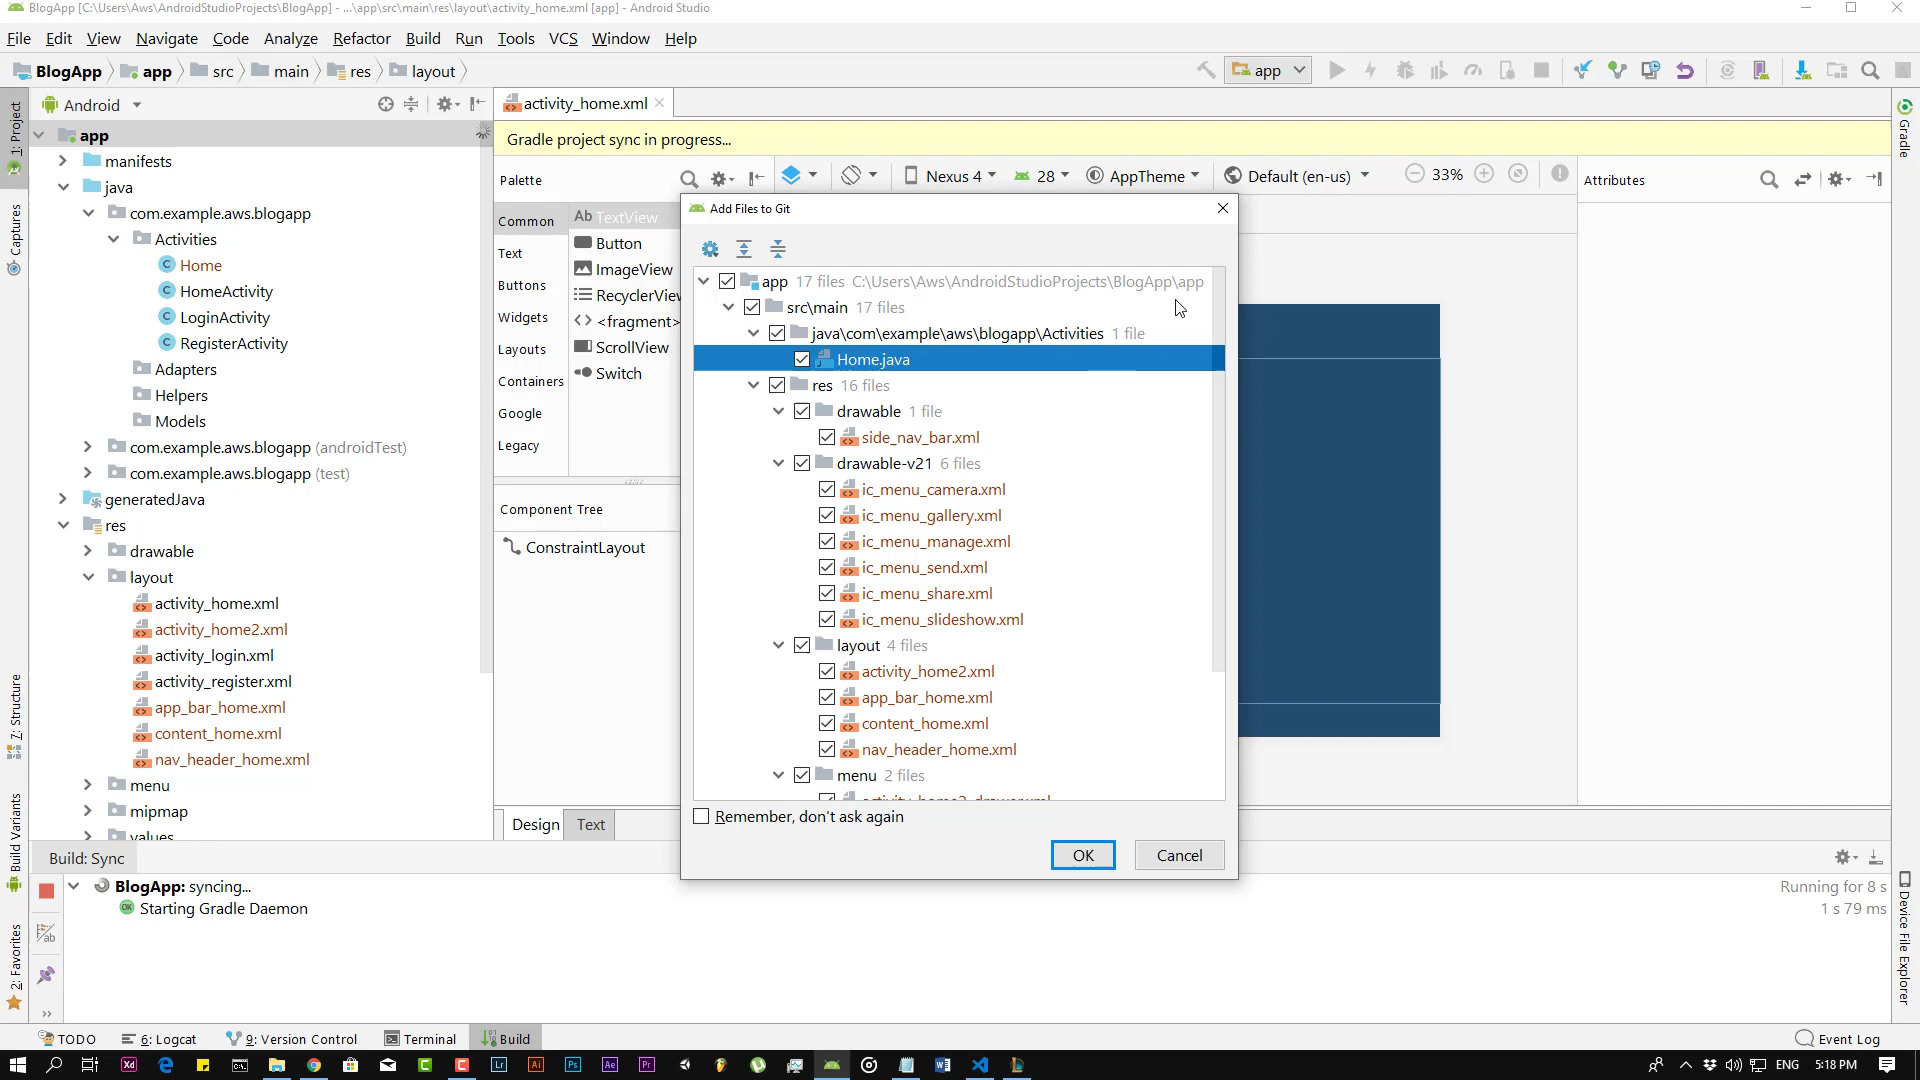 BlogApp [C:\Users\Aws\AndroidStudioProjects\BlogApp] - ...\app\src\main\res\layout\activity_home.xml [app] - Android Studio
File Edit View Navigate Code Analyze Refactor Build Run Tools VCS Window Help
BlogApp app src main res layout
app
Android
activity_home.xml
Gradle project sync in progress...
Palette
Nexus 4 28 AppTheme Default (en-us) 33%
Attributes
Common
Text
Buttons
Widgets
Layouts
Containers
Google
Legacy
Ab TextView
Button
ImageView
RecyclerView
<fragment>
ScrollView
Switch
Component Tree
ConstraintLayout
Design Text
app
manifests
java
com.example.aws.blogapp
Activities
C Home
C HomeActivity
C LoginActivity
C RegisterActivity
Adapters
Helpers
Models
com.example.aws.blogapp (androidTest)
com.example.aws.blogapp (test)
generatedJava
res
drawable
layout
activity_home.xml
activity_home2.xml
activity_login.xml
activity_register.xml
app_bar_home.xml
content_home.xml
nav_header_home.xml
menu
mipmap
values
Add Files to Git
app 17 files C:\Users\Aws\AndroidStudioProjects\BlogApp\app
src\main 17 files
java\com\example\aws\blogapp\Activities 1 file
Home.java
res 16 files
drawable 1 file
side_nav_bar.xml
drawable-v21 6 files
ic_menu_camera.xml
ic_menu_gallery.xml
ic_menu_manage.xml
ic_menu_send.xml
ic_menu_share.xml
ic_menu_slideshow.xml
layout 4 files
activity_home2.xml
app_bar_home.xml
content_home.xml
nav_header_home.xml
menu 2 files
activity_home2_drawer.xml
Remember, don't ask again
OK Cancel
1: Project
Captures
7: Structure
Build Variants
2: Favorites
Gradle
Device File Explorer
Build: Sync
BlogApp: syncing...
OK Starting Gradle Daemon
Running for 8 s
1 s 79 ms
TODO 6: Logcat 9: Version Control Terminal Build Event Log
Xd Lr Ai Ps Ae Pr
ENG 5:18 PM